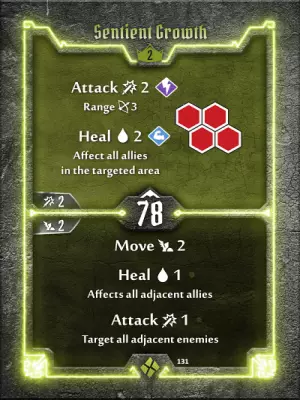 Sentient Growth
2
Attack 2
Range 3
Heal 2
Affect all allies
in the targeted area
2
78
2
Move 2
Heal 1
Affects all adjacent allies
Attack 1
Target all adjacent enemies
131